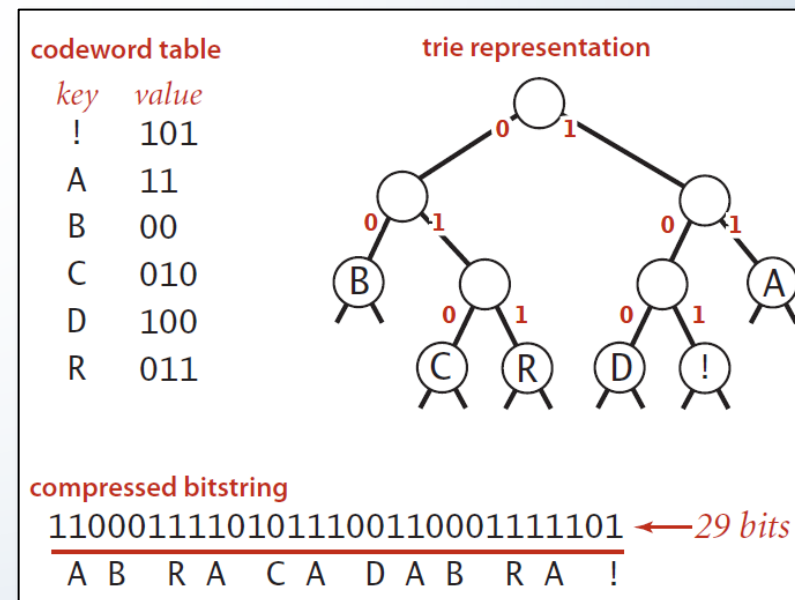 codeword table
key value
! 101
A 11
B 00
C 010
D 100
R 011
trie representation
0 1
0 1 0 1
B A
0 1 0 1
C R D !
compressed bitstring
11000111101011100110001111101 29 bits
A B R A C A D A B R A !